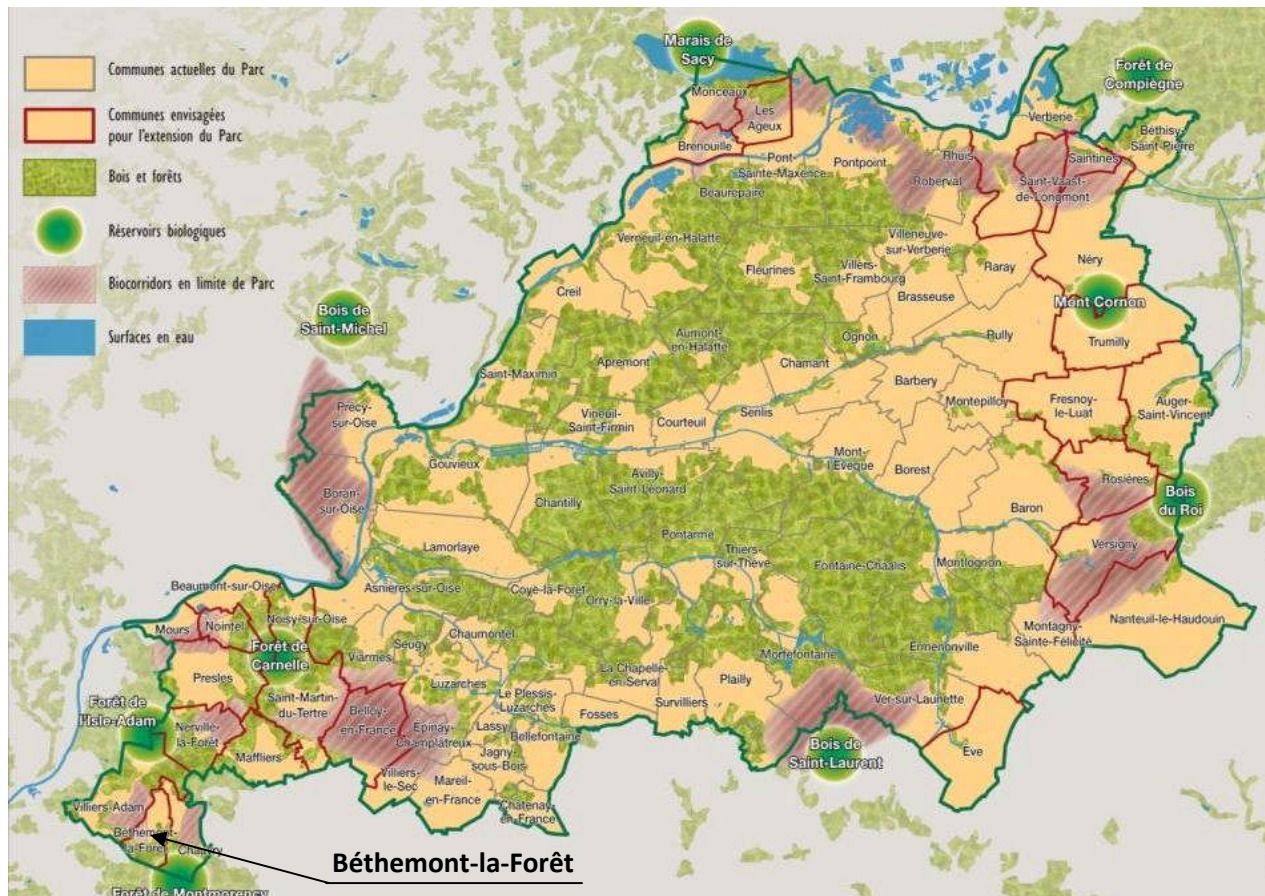 Communes actuelles du Parc
Communes envisagées
pour l'extension du Parc
Bois et forêts
Réservoirs biologiques
Biocorridors en limite de Parc
Surfaces en eau
Marais de
Sacy
Forêt de
Compiègne
Monceaux
Les
Ageux
Brenouille
Verberie
Béthisy-
Saint-Pierre
Pont-
Sainte-Maxence
Pontpoint
Rhuis
Saintines
Roberval
Saint-Vaast-
de-Longmont
Beaurepaire
Verneuil-en-Halatte
Villeneuve-
sur-Verberie
Fleurines
Villers-
Saint-Frambourg
Raray
Néry
Creil
Brasseuse
Bois de
Saint-Michel
Mont Cornon
Aumont-
en-Halatte
Ognon
Rully
Trumilly
Saint-Maximin
Apremont
Chamant
Barbery
Précy-
sur-Oise
Vineuil-
Saint-Firmin
Courteuil
Senlis
Montepilloy
Fresnoy-
le-Luat
Auger-
Saint-Vincent
Gouvieux
Mont-
l'Evêque
Borest
Boran-
sur-Oise
Chantilly
Avilly-
Saint-Léonard
Rosières
Bois
du Roi
Baron
Pontarmé
Lamorlaye
Thiers-
sur-Thève
Fontaine-Chaalis
Montlognon
Versigny
Beaumont-sur-Oise
Asnières-sur-Oise
Coye-la-Forêt
Orry-la-Ville
Mours
Nointel
Noisy-sur-Oise
Seugy
Chaumontel
Montagny-
Sainte-Félicité
Nanteuil-le-Haudouin
Forêt de
Carnelle
Viarmes
Mortefontaine
Ermenonville
Presles
Luzarches
La Chapelle-
en-Serval
Plailly
Forêt de
l'Isle-Adam
Saint-Martin-
du-Tertre
Belloy-
en-France
Le Plessis-
Luzarches
Survilliers
Ver-sur-Launette
Nerville-
la-Forêt
Épinay-
Champlâtreux
Lassy
Bellefontaine
Fosses
Maffliers
Jagny-
sous-Bois
Bois de
Saint-Laurent
Eve
Villiers-
le-Sec
Mareil-
en-France
Châtenay-
en-France
Villiers-Adam
Béthemont-
la-Forêt
Chauvry
Béthemont-la-Forêt
Forêt de Montmorency